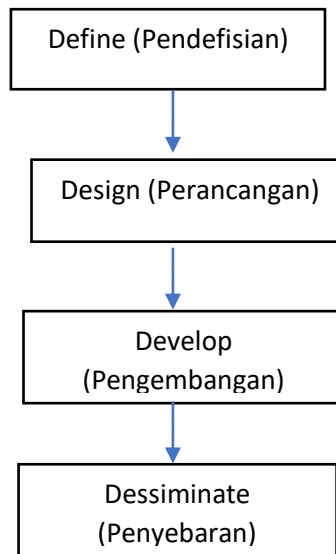 Define (Pendefisian)
Design (Perancangan)
Develop
(Pengembangan)
Dessiminate
(Penyebaran)